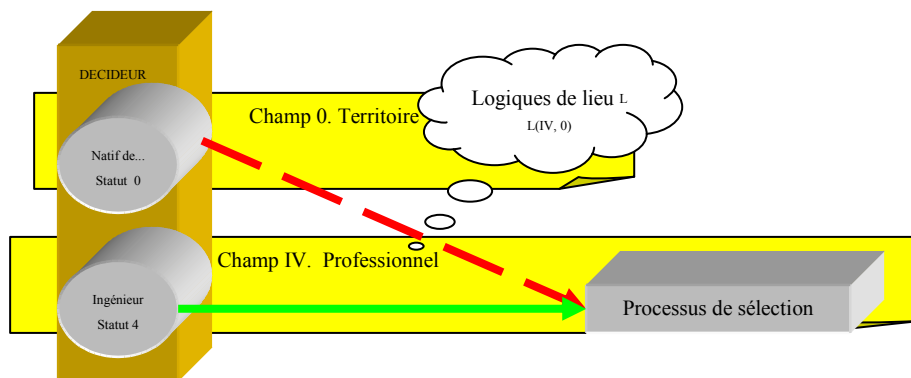 DECIDEUR
Natif de...
Statut 0
Champ 0. Territoire
Logiques de lieu L
L(IV, 0)
Champ IV. Professionnel
Ingénieur
Statut 4
Processus de sélection